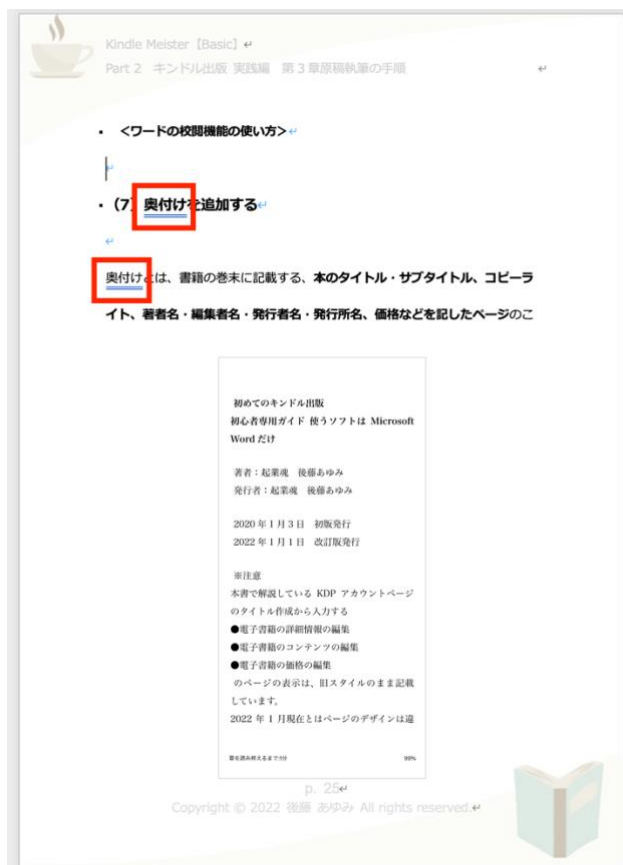 Kindle Meister【Basic】
Part 2　キンドル出版 実践編　第3章原稿執筆の手順
・ ＜ワードの校閲機能の使い方＞
・（7）奥付けを追加する
奥付けとは、書籍の巻末に記載する、本のタイトル・サブタイトル、コピーラ
イト、著者名・編集者名・発行者名・発行所名、価格などを記したページのこ
初めてのキンドル出版
初心者専用ガイド 使うソフトは Microsoft
Word だけ
著者：起業魂　後藤あゆみ
発行者：起業魂　後藤あゆみ
2020年1月3日　初版発行
2022年1月1日　改訂版発行
※注意
本書で解説している KDP アカウントページ
のタイトル作成から入力する
●電子書籍の詳細情報の編集
●電子書籍のコンテンツの編集
●電子書籍の価格の編集
のページの表示は、旧スタイルのまま記載
しています。
2022 年 1 月現在とはページのデザインは違
章を読み終えるまで:1分　99%
p. 25
Copyright © 2022 後藤 あゆみ All rights reserved.